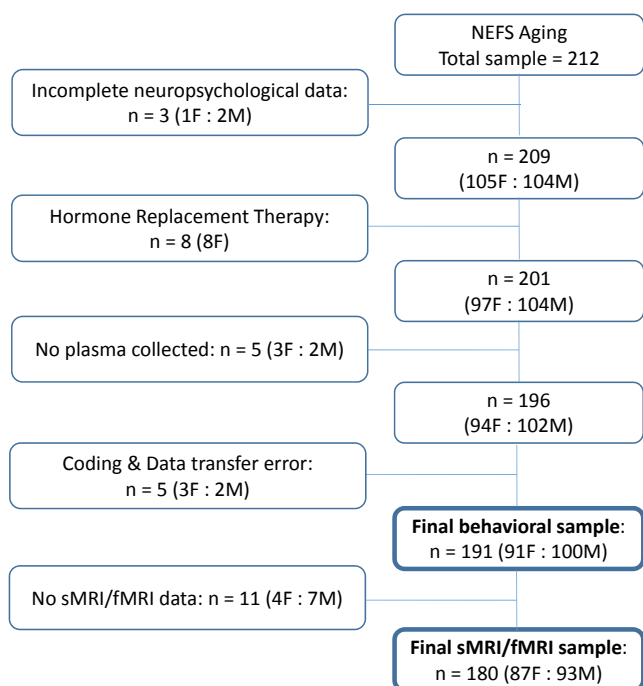 NEFS Aging
Total sample = 212
Incomplete neuropsychological data:
n = 3 (1F : 2M)
n = 209
(105F : 104M)
Hormone Replacement Therapy:
n = 8 (8F)
n = 201
(97F : 104M)
No plasma collected: n = 5 (3F : 2M)
n = 196
(94F : 102M)
Coding & Data transfer error:
n = 5 (3F : 2M)
Final behavioral sample:
n = 191 (91F : 100M)
No sMRI/fMRI data: n = 11 (4F : 7M)
Final sMRI/fMRI sample:
n = 180 (87F : 93M)